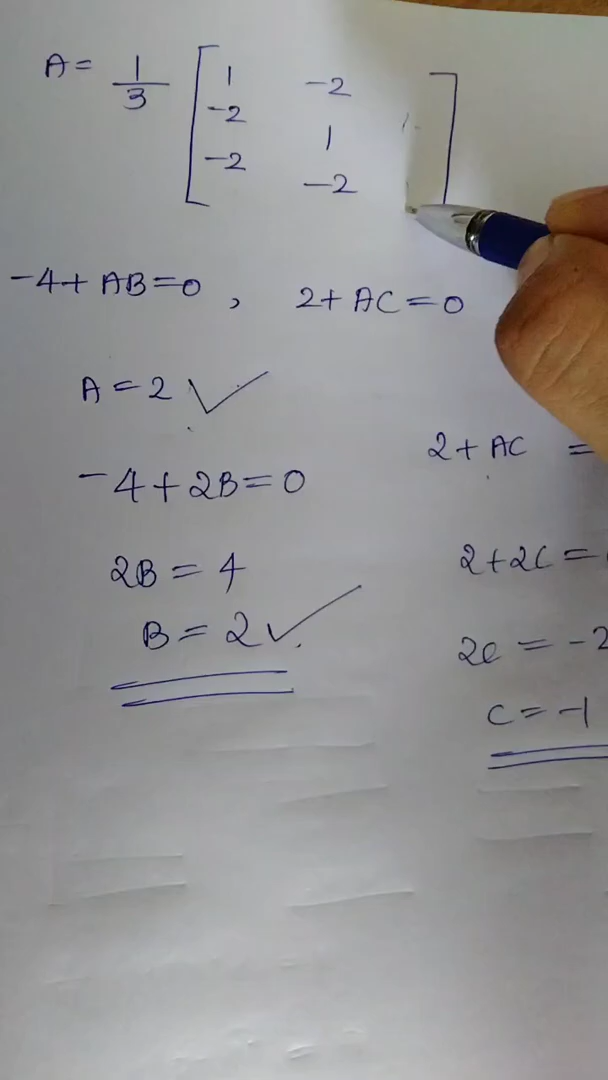 A = 1/3 [ 1 -2
-2 1
-2 -2 ]
-4 + AB = 0 , 2 + AC = 0
A = 2 ✓
2 + AC =
-4 + 2B = 0
2 + 2C =
2B = 4
B = 2 ✓
2C = -2
C = -1